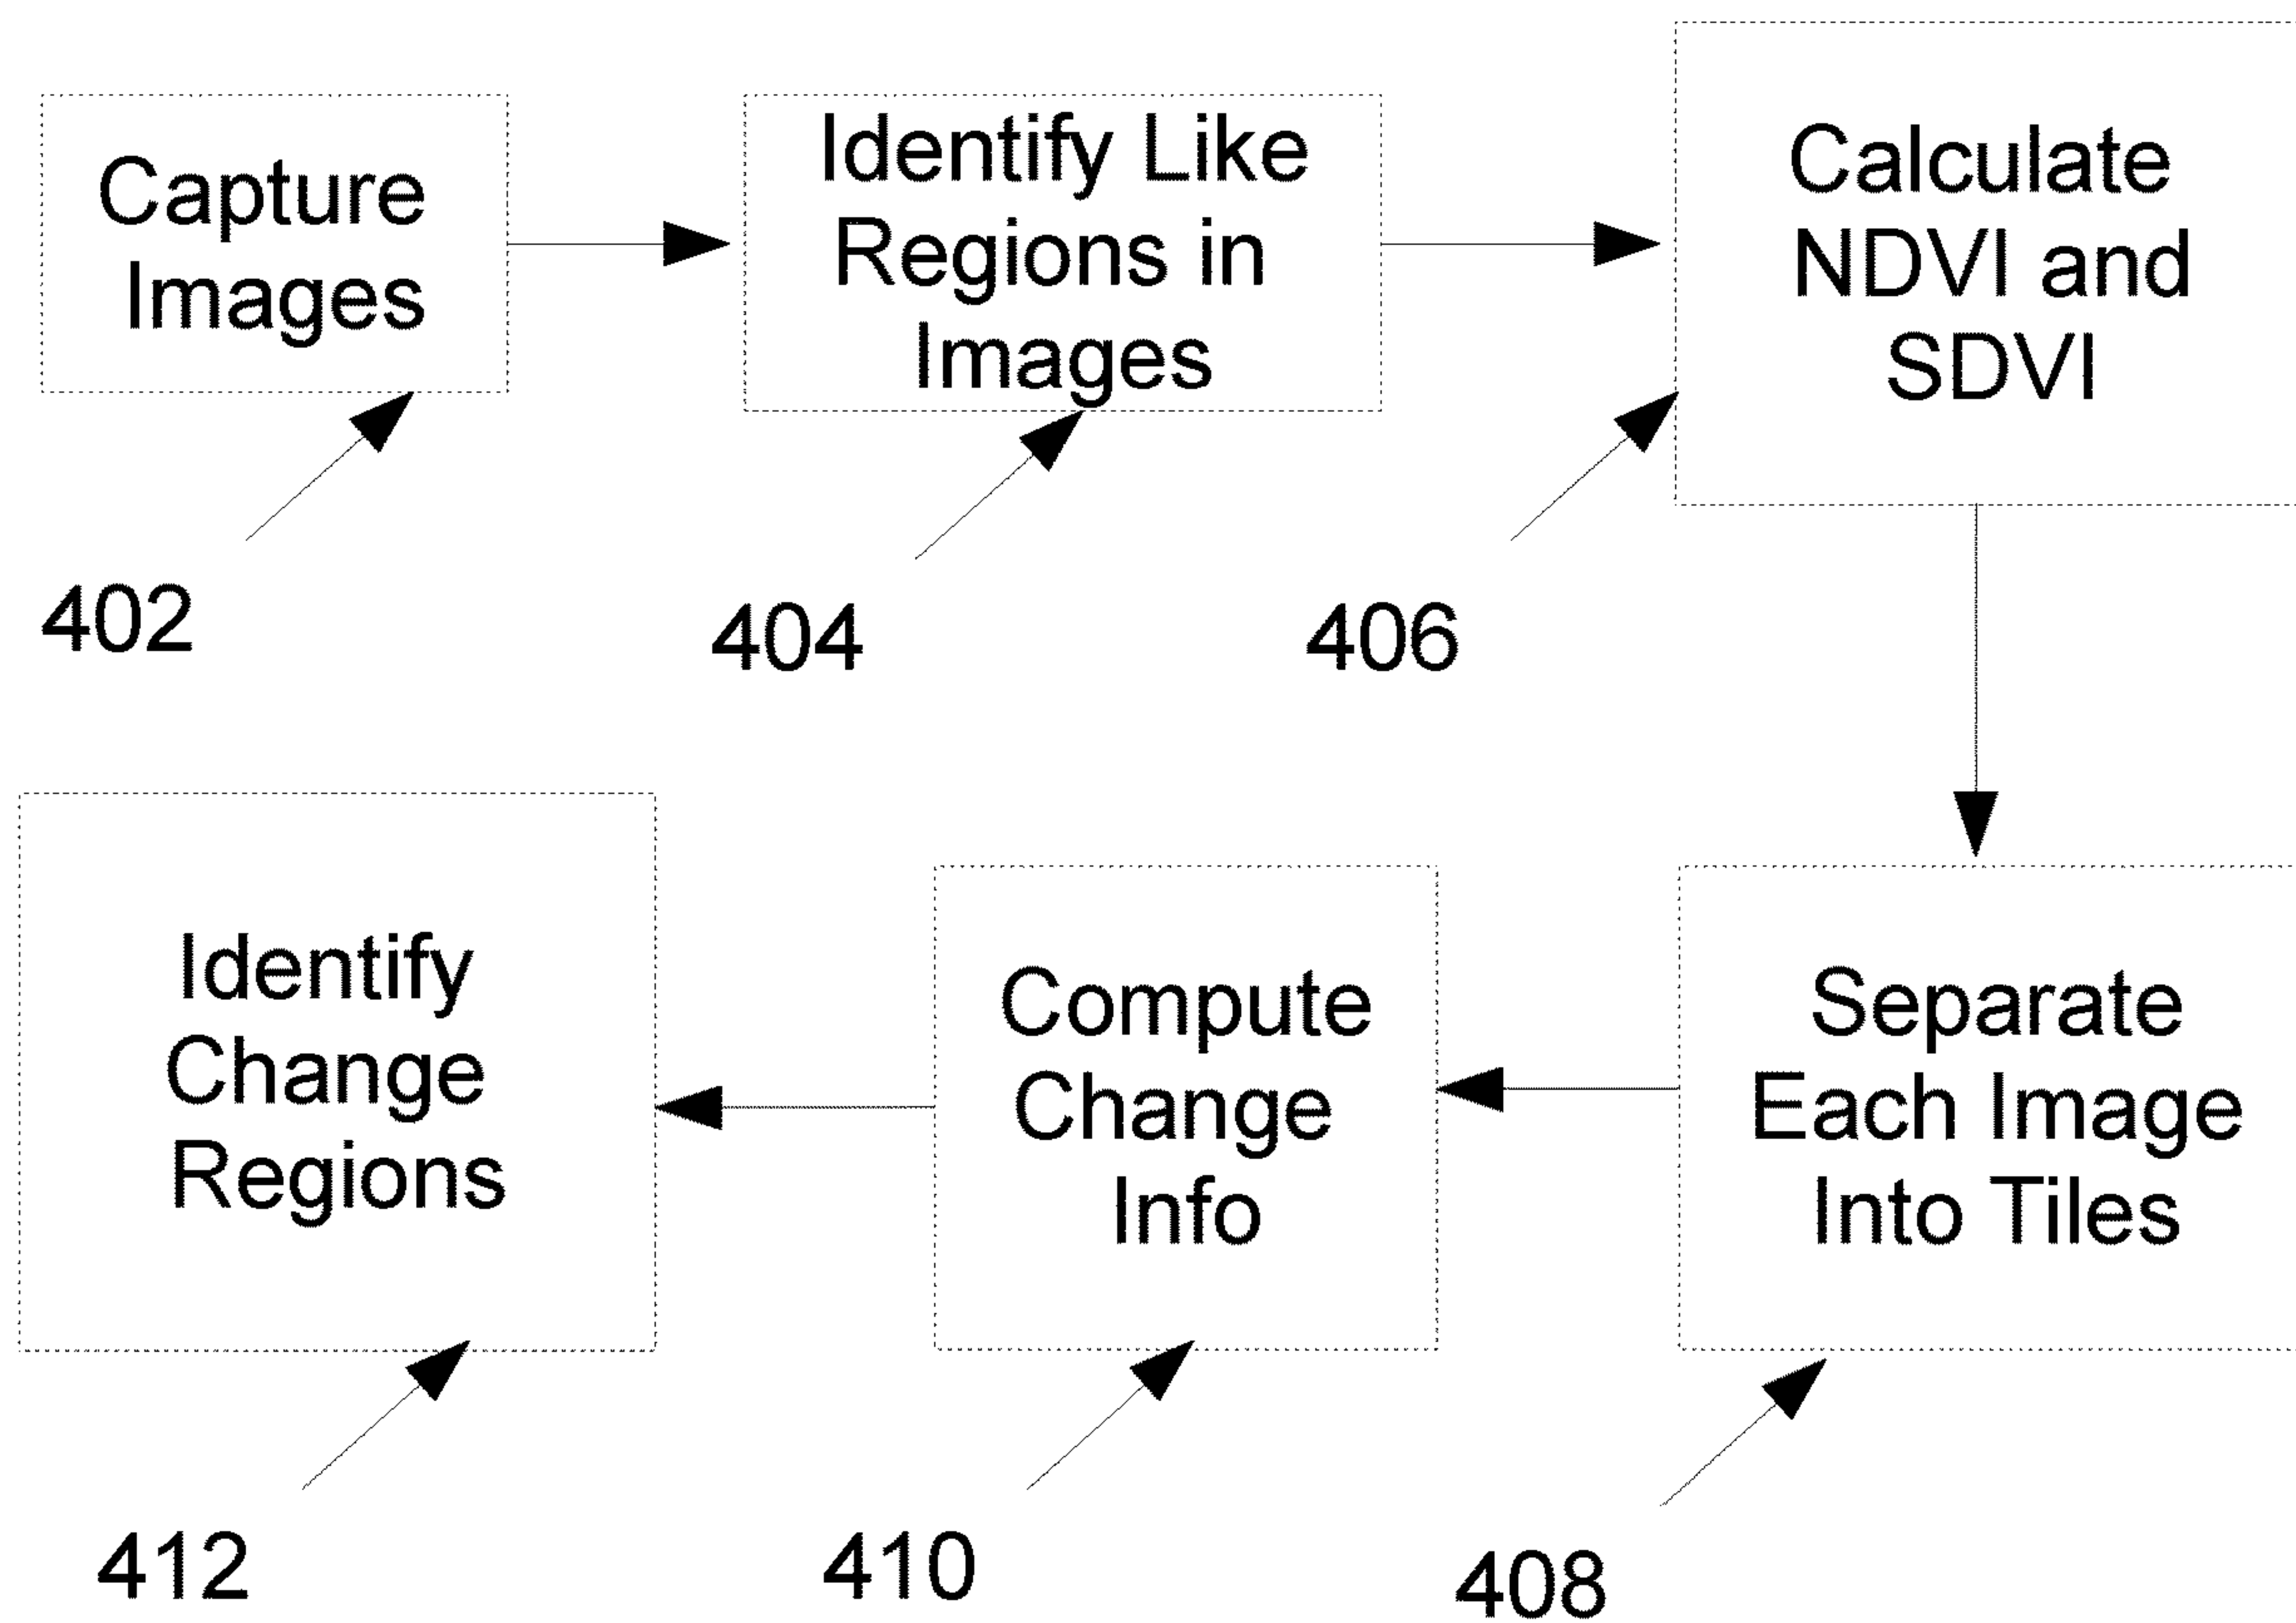 Capture
Images
402
Identify Like
Regions in
Images
404
Calculate
NDVI and
SDVI
406
Separate
Each Image
Into Tiles
408
Compute
Change
Info
410
Identify
Change
Regions
412